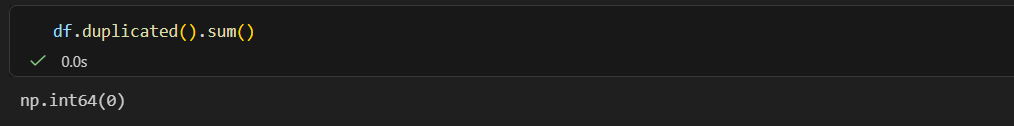 df.duplicated().sum()
0.0s
np.int64(0)